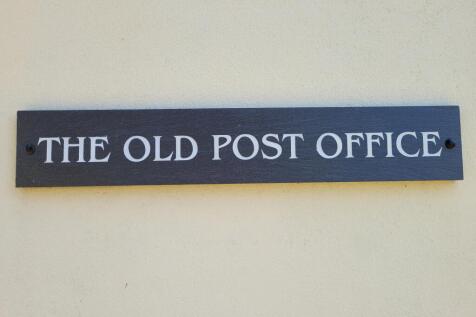 THE OLD POST OFFICE